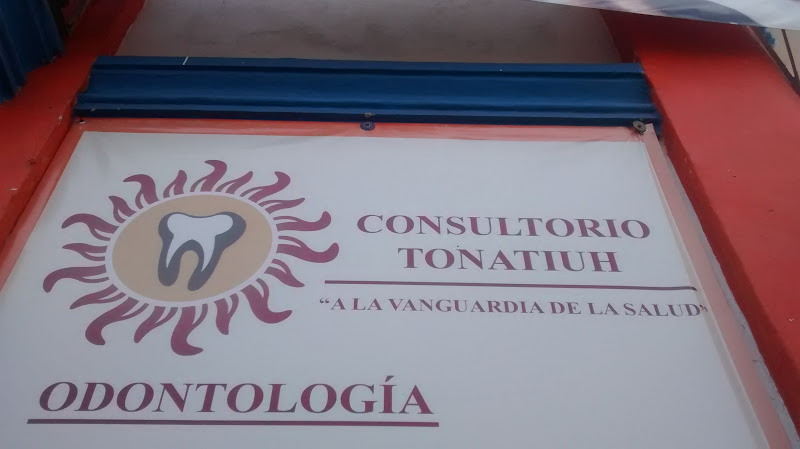 CONSULTORIO
TONATIUH
“A LA VANGUARDIA DE LA SALUD”
ODONTOLOGÍA